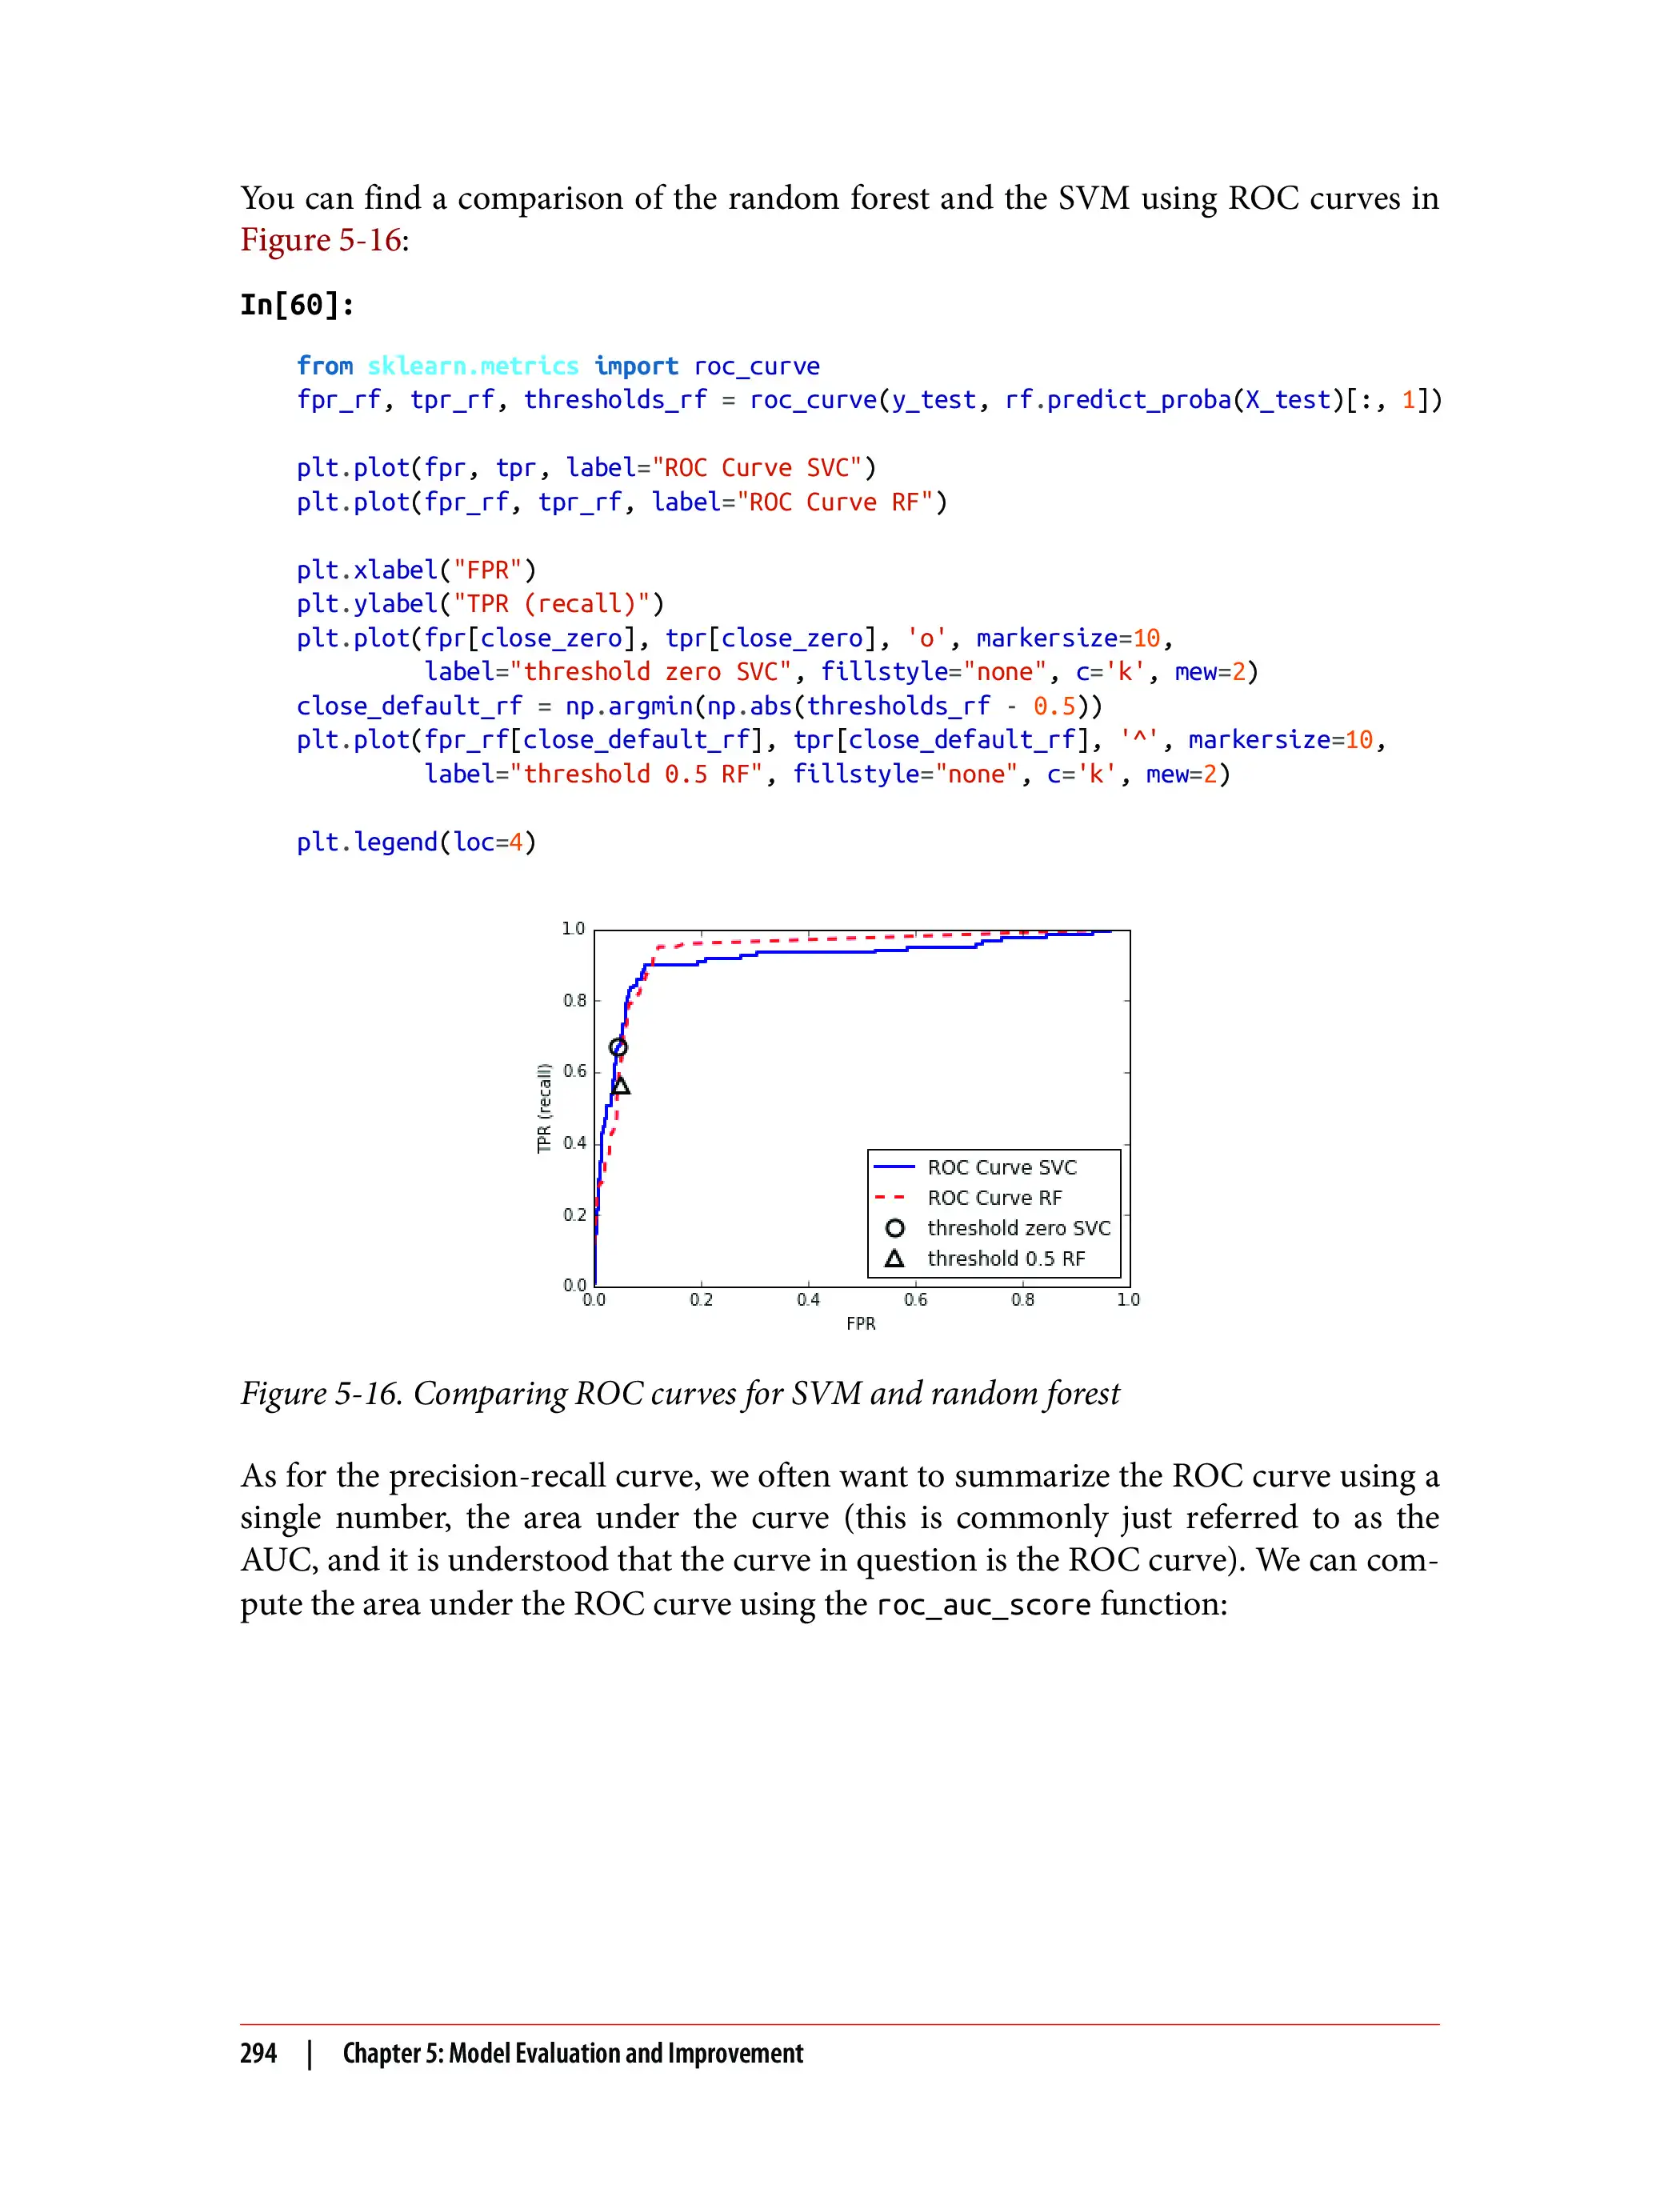 You can find a comparison of the random forest and the SVM using ROC curves in
Figure 5-16:
In[60]:
from sklearn.metrics import roc_curve
fpr_rf, tpr_rf, thresholds_rf = roc_curve(y_test, rf.predict_proba(X_test)[:, 1])
plt.plot(fpr, tpr, label="ROC Curve SVC")
plt.plot(fpr_rf, tpr_rf, label="ROC Curve RF")
plt.xlabel("FPR")
plt.ylabel("TPR (recall)")
plt.plot(fpr[close_zero], tpr[close_zero], 'o', markersize=10,
label="threshold zero SVC", fillstyle="none", c='k', mew=2)
close_default_rf = np.argmin(np.abs(thresholds_rf - 0.5))
plt.plot(fpr_rf[close_default_rf], tpr[close_default_rf], '^', markersize=10,
label="threshold 0.5 RF", fillstyle="none", c='k', mew=2)
plt.legend(loc=4)
1.0
0.8
0.6
0.4
0.2
0.0
TPR (recall)
ROC Curve SVC
ROC Curve RF
threshold zero SVC
threshold 0.5 RF
0.0 0.2 0.4 0.6 0.8 1.0
FPR
Figure 5-16. Comparing ROC curves for SVM and random forest
As for the precision-recall curve, we often want to summarize the ROC curve using a
single number, the area under the curve (this is commonly just referred to as the
AUC, and it is understood that the curve in question is the ROC curve). We can com-
pute the area under the ROC curve using the roc_auc_score function:
294 | Chapter 5: Model Evaluation and Improvement